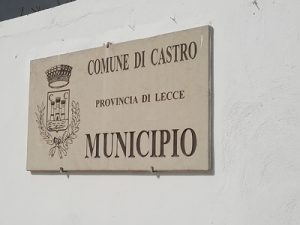 COMUNE DI CASTRO
PROVINCIA DI LECCE
MUNICIPIO